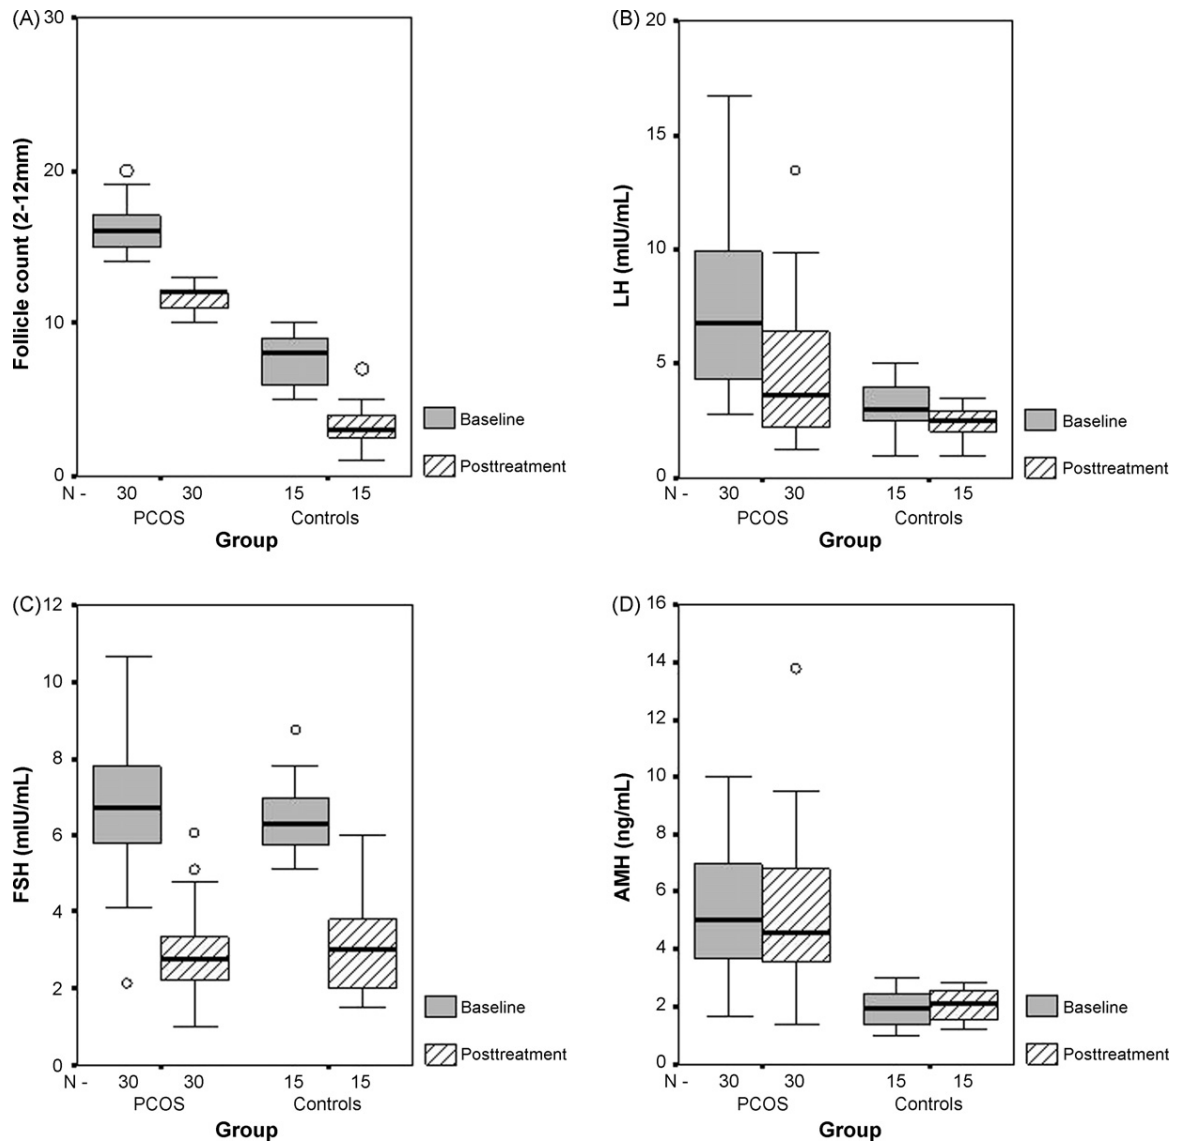 (A)
30
20
10
0
Follicle count (2-12mm)
N -
30
30
15
15
PCOS
Controls
Group
Baseline
Posttreatment
(B)
20
15
10
5
0
LH (mIU/mL)
N -
30
30
15
15
PCOS
Controls
Group
Baseline
Posttreatment
(C)
12
10
8
6
4
2
0
FSH (mIU/mL)
N -
30
30
15
15
PCOS
Controls
Group
Baseline
Posttreatment
(D)
16
14
12
10
8
6
4
2
0
AMH (ng/mL)
N -
30
30
15
15
PCOS
Controls
Group
Baseline
Posttreatment